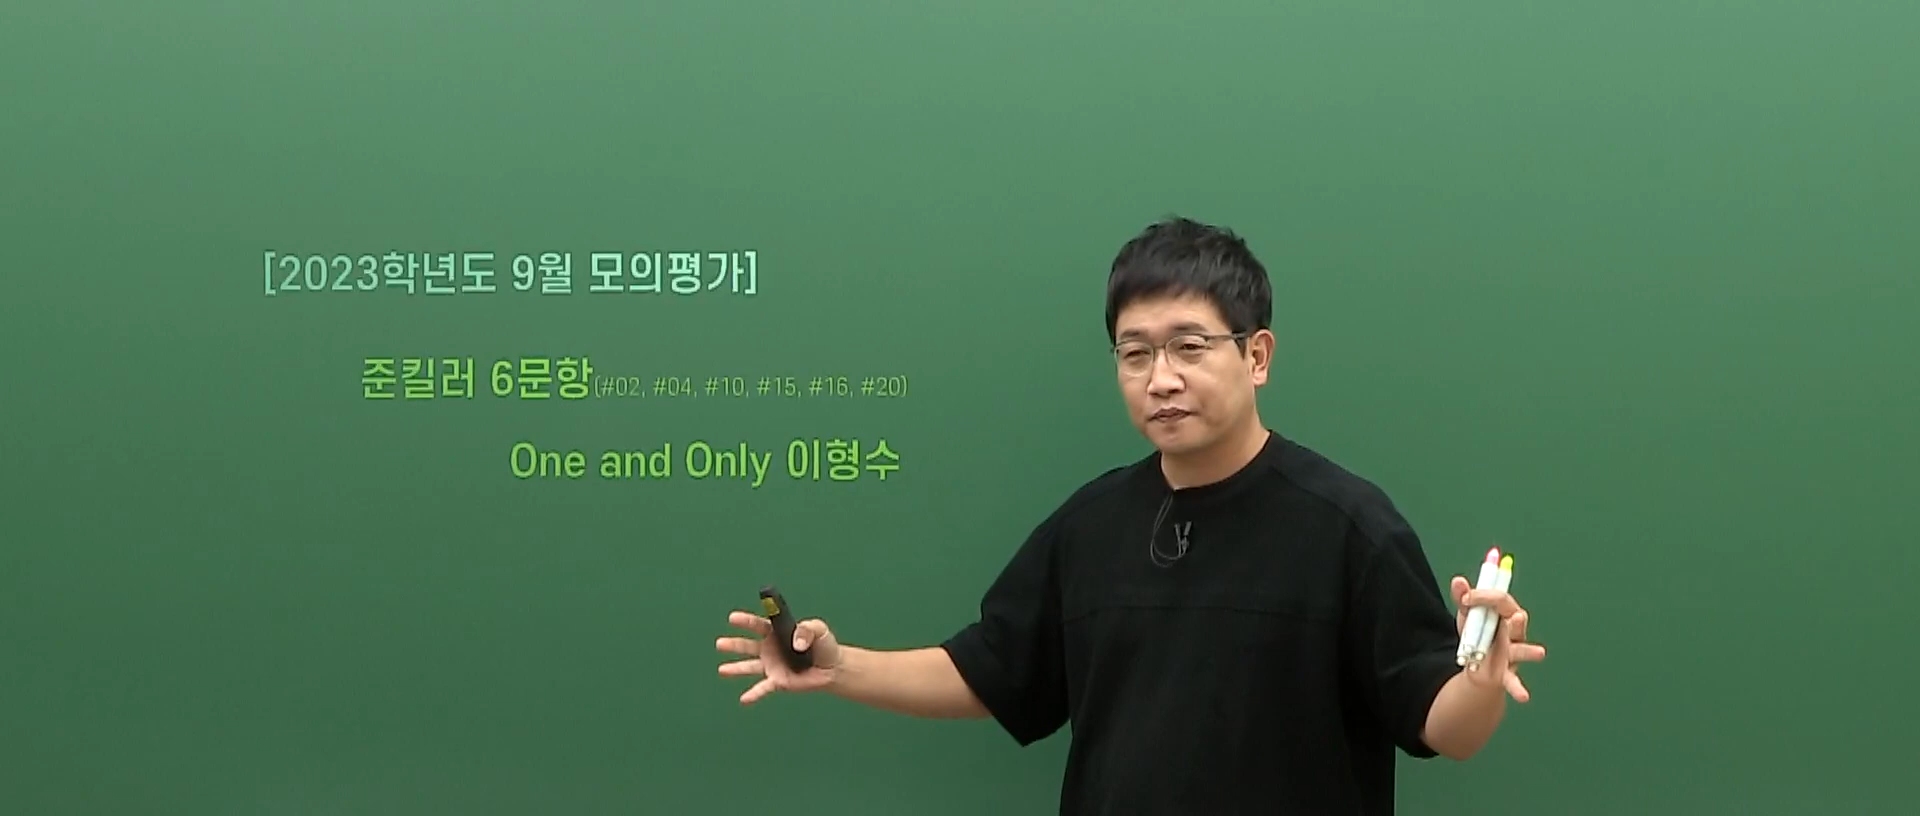 [2023학년도 9월 모의평가]
준킬러 6문항(#02, #04, #10, #15, #16, #20)
One and Only 이형수